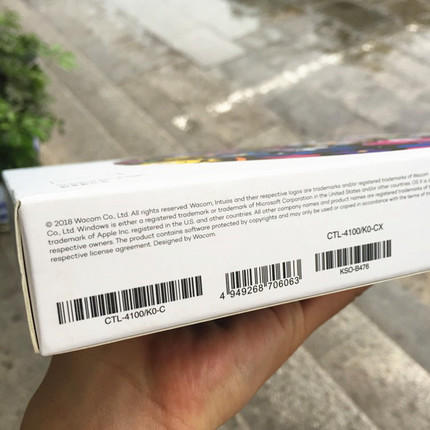 © 2018 Wacom Co., Ltd. All rights reserved. Wacom, Intuos and their respective logos are trademarks and/or registered trademarks of Wacom
Co., Ltd. Windows is either a registered trademark or trademark of Microsoft Corporation in the United States and/or other countries. OS X is a
trademark of Apple Inc. registered in the U.S. and other countries. All other company names and product names are trademarks of
respective owners. The product contains software protected by copyrights and may only be used or copied in accordance with the terms of the
respective license agreement. Designed by Wacom.
CTL-4100/K0-CX
CTL-4100/K0-C
4 949268 706063
KSO-B476